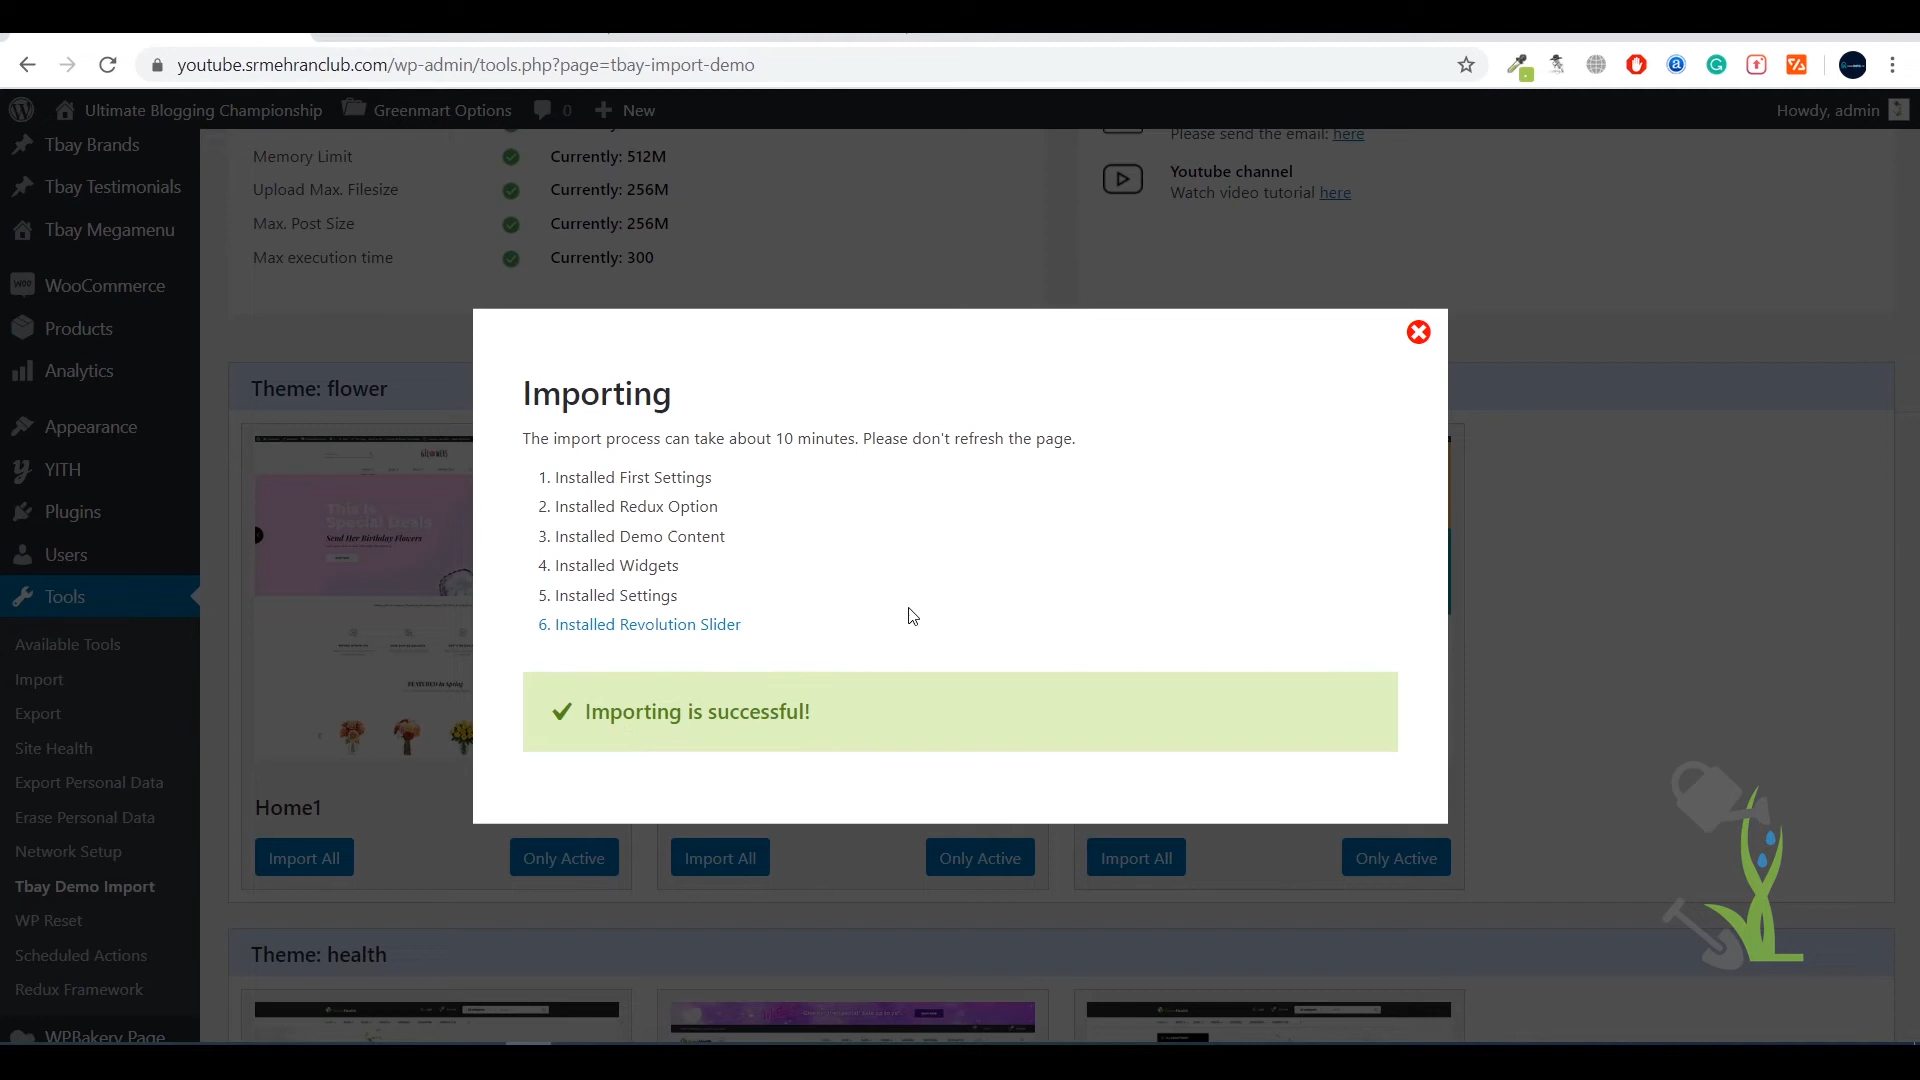 youtube.srmehranclub.com/wp-admin/tools.php?page=tbay-import-demo
Ultimate Blogging Championship
Greenmart Options
0
New
Howdy, admin
Tbay Brands
Tbay Testimonials
Tbay Megamenu
WooCommerce
Products
Analytics
Appearance
YITH
Plugins
Users
Tools
Available Tools
Import
Export
Site Health
Export Personal Data
Erase Personal Data
Network Setup
Tbay Demo Import
WP Reset
Scheduled Actions
Redux Framework
WPBakery Page
Memory Limit Currently: 512M
Upload Max. Filesize Currently: 256M
Max. Post Size Currently: 256M
Max execution time Currently: 300
Please send the email: here
Youtube channel
Watch video tutorial here
Theme: flower
This Is
Special Deals
Send Her Birthday Flowers
Importing
The import process can take about 10 minutes. Please don't refresh the page.
1. Installed First Settings
2. Installed Redux Option
3. Installed Demo Content
4. Installed Widgets
5. Installed Settings
6. Installed Revolution Slider
Importing is successful!
Home1
Import All
Only Active
Import All
Only Active
Import All
Only Active
Theme: health